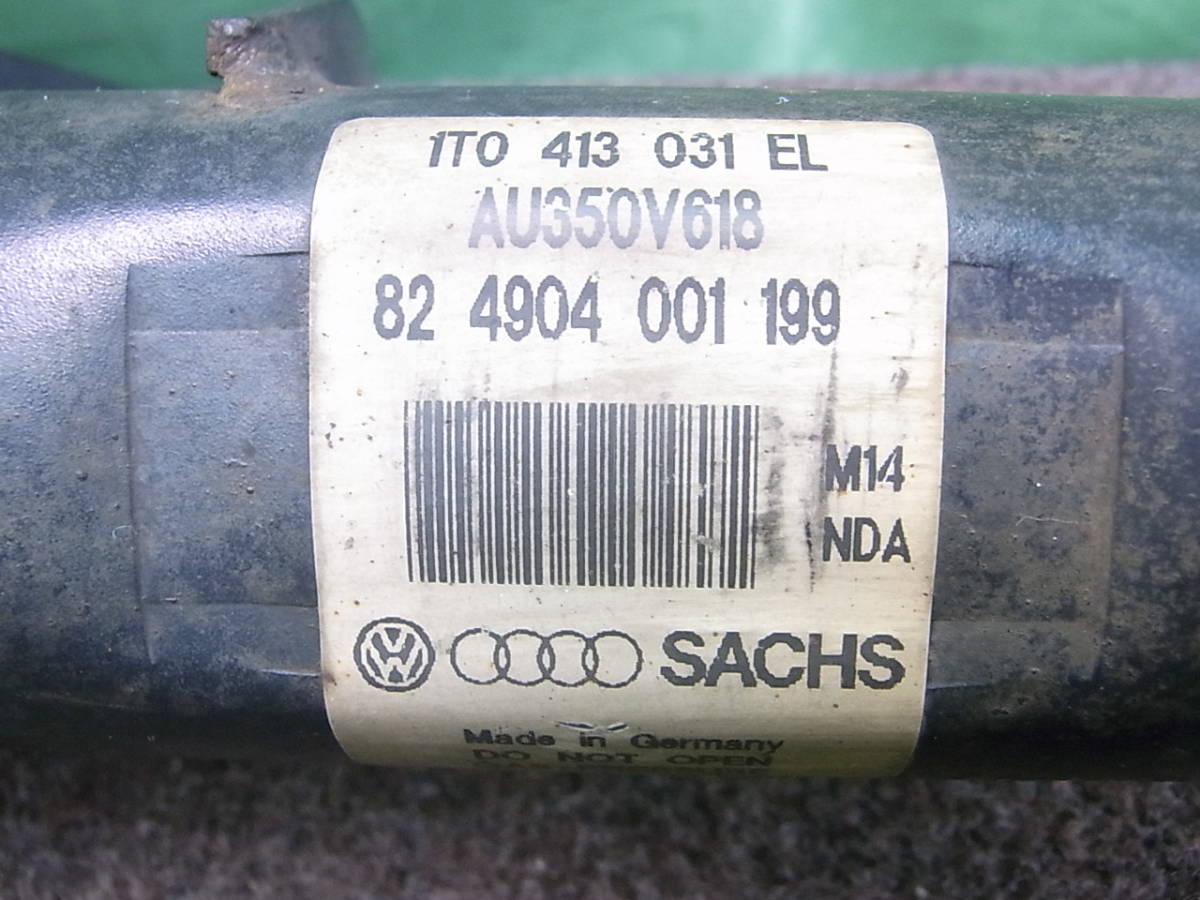 1T0 413 031 EL
AU350V618
82 4904 001 199
M14
NDA
SACHS
Made in Germany
DO NOT OPEN